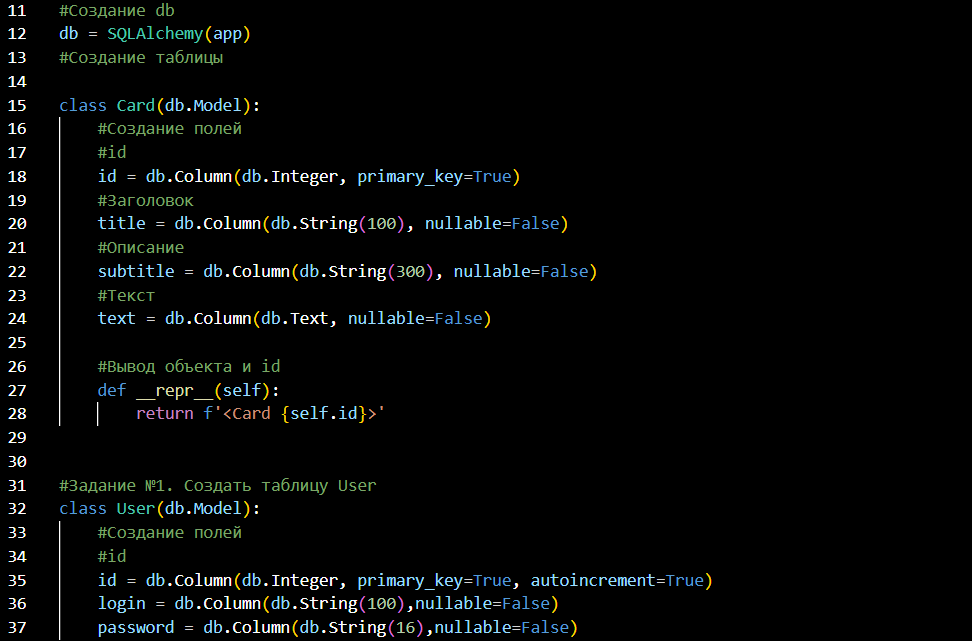 11 #Создание db
12 db = SQLAlchemy(app)
13 #Создание таблицы
14
15 class Card(db.Model):
16     #Создание полей
17     #id
18     id = db.Column(db.Integer, primary_key=True)
19     #Заголовок
20     title = db.Column(db.String(100), nullable=False)
21     #Описание
22     subtitle = db.Column(db.String(300), nullable=False)
23     #Текст
24     text = db.Column(db.Text, nullable=False)
25
26     #Вывод объекта и id
27     def __repr__(self):
28         return f'<Card {self.id}>'
29
30
31 #Задание №1. Создать таблицу User
32 class User(db.Model):
33     #Создание полей
34     #id
35     id = db.Column(db.Integer, primary_key=True, autoincrement=True)
36     login = db.Column(db.String(100),nullable=False)
37     password = db.Column(db.String(16),nullable=False)